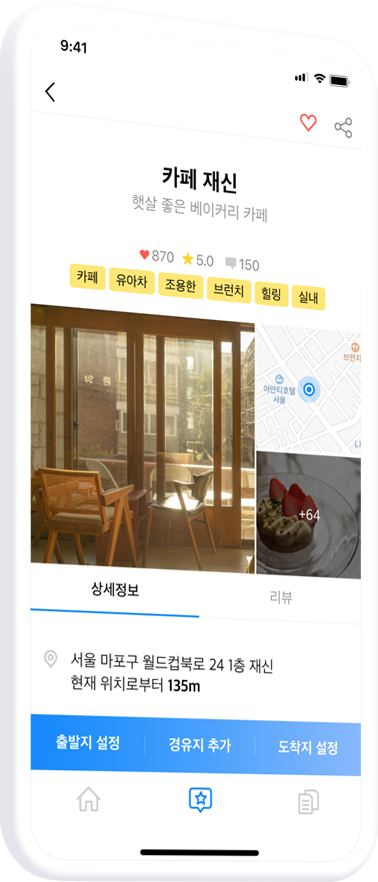 9:41
카페 재신
햇살 좋은 베이커리 카페
870 5.0 150
카페 유아차 조용한 브런치 힐링 실내
브런치
아만티호텔
서울
L7
+64
상세정보 리뷰
서울 마포구 월드컵북로 24 1층 재신
현재 위치로부터 135m
출발지 설정 경유지 추가 도착지 설정